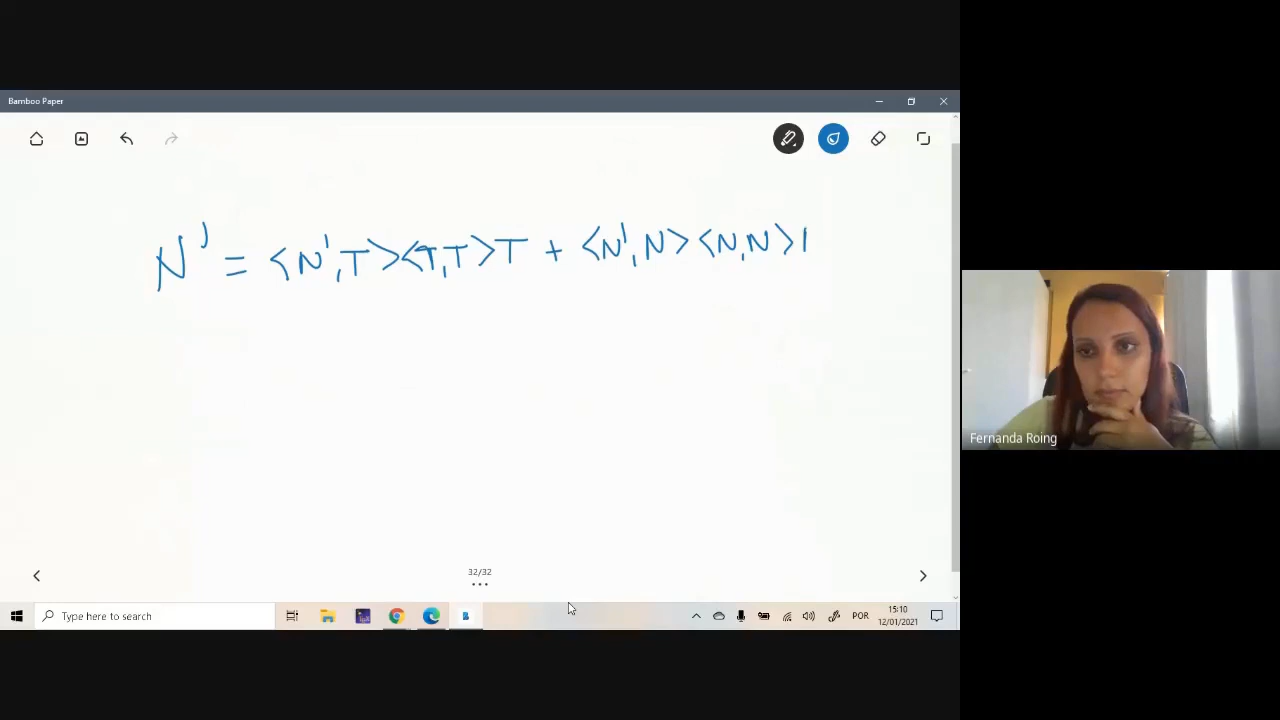 Bamboo Paper
N' = <N',T><T,T>T + <N',N><N,N>I
Fernanda Roing
32/32
Type here to search
POR
15:10
12/01/2021